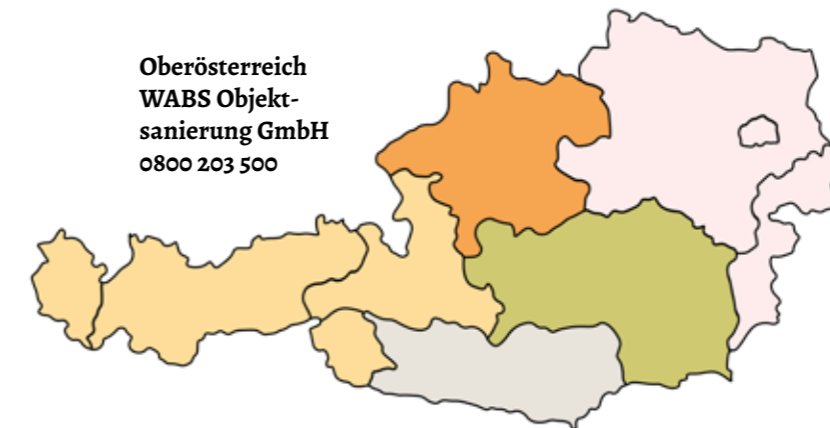 Oberösterreich
WABS Objekt-
sanierung GmbH
0800 203 500